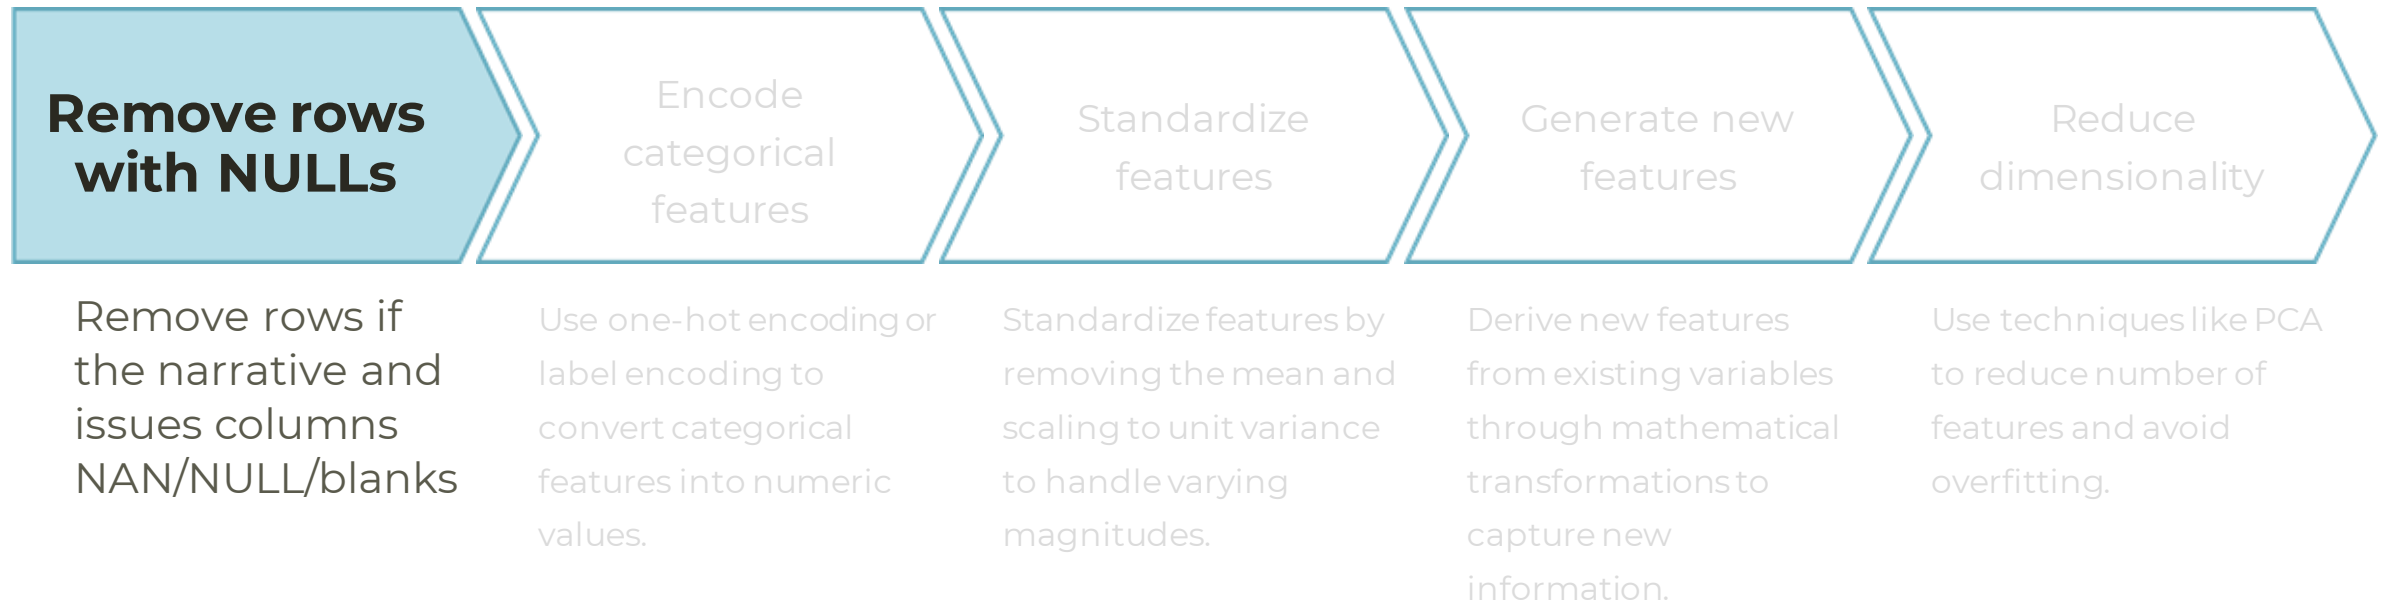 Remove rows
with NULLs
Encode
categorical
features
Standardize
features
Generate new
features
Reduce
dimensionality
Remove rows if
the narrative and
issues columns
NAN/NULL/blanks
Use one-hot encoding or
label encoding to
convert categorical
features into numeric
values.
Standardize features by
removing the mean and
scaling to unit variance
to handle varying
magnitudes.
Derive new features
from existing variables
through mathematical
transformations to
capture new
information.
Use techniques like PCA
to reduce number of
features and avoid
overfitting.